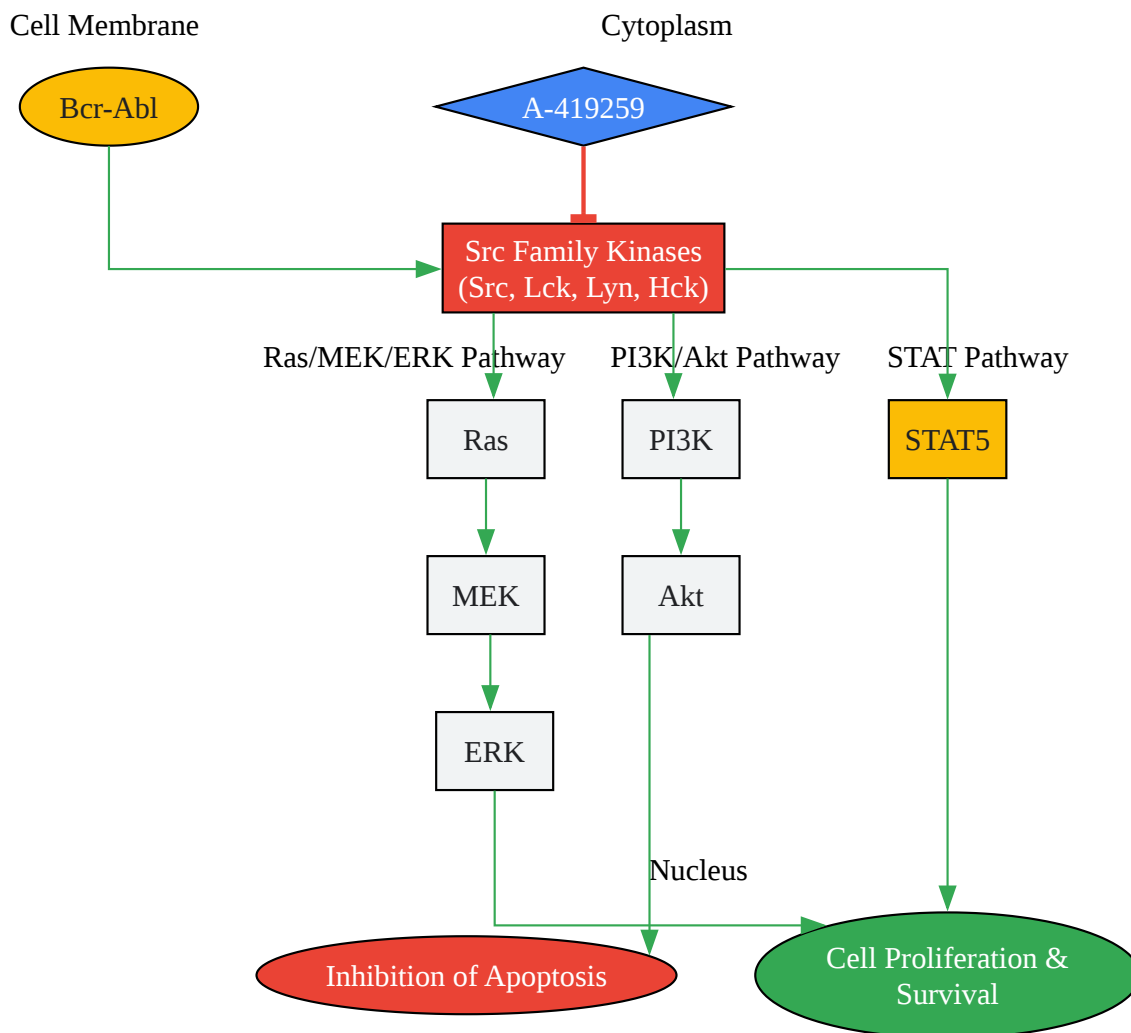 Cell Membrane
Cytoplasm
Bcr-Abl
A-419259
Src Family Kinases
(Src, Lck, Lyn, Hck)
Ras/MEK/ERK Pathway
PI3K/Akt Pathway
STAT Pathway
Ras
PI3K
STAT5
MEK
Akt
ERK
Nucleus
Inhibition of Apoptosis
Cell Proliferation &
Survival